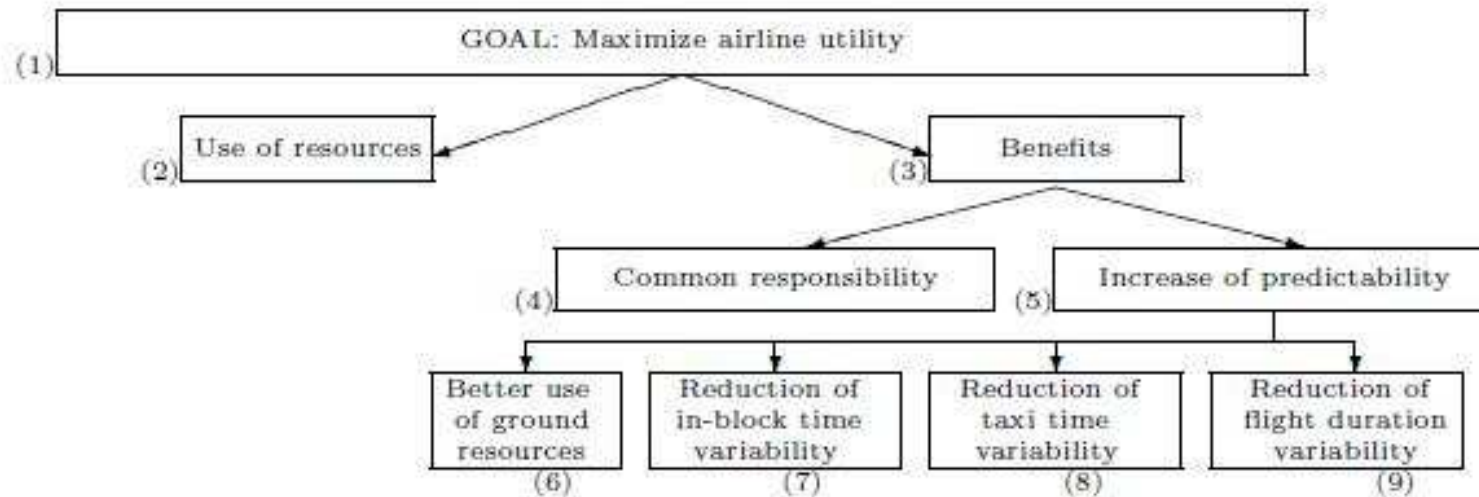 GOAL: Maximize airline utility
(1)
Use of resources
(2)
Benefits
(3)
Common responsibility
(4)
Increase of predictability
(5)
Better use
of ground
resources
(6)
Reduction of
in-block time
variability
(7)
Reduction of
taxi time
variability
(8)
Reduction of
flight duration
variability
(9)